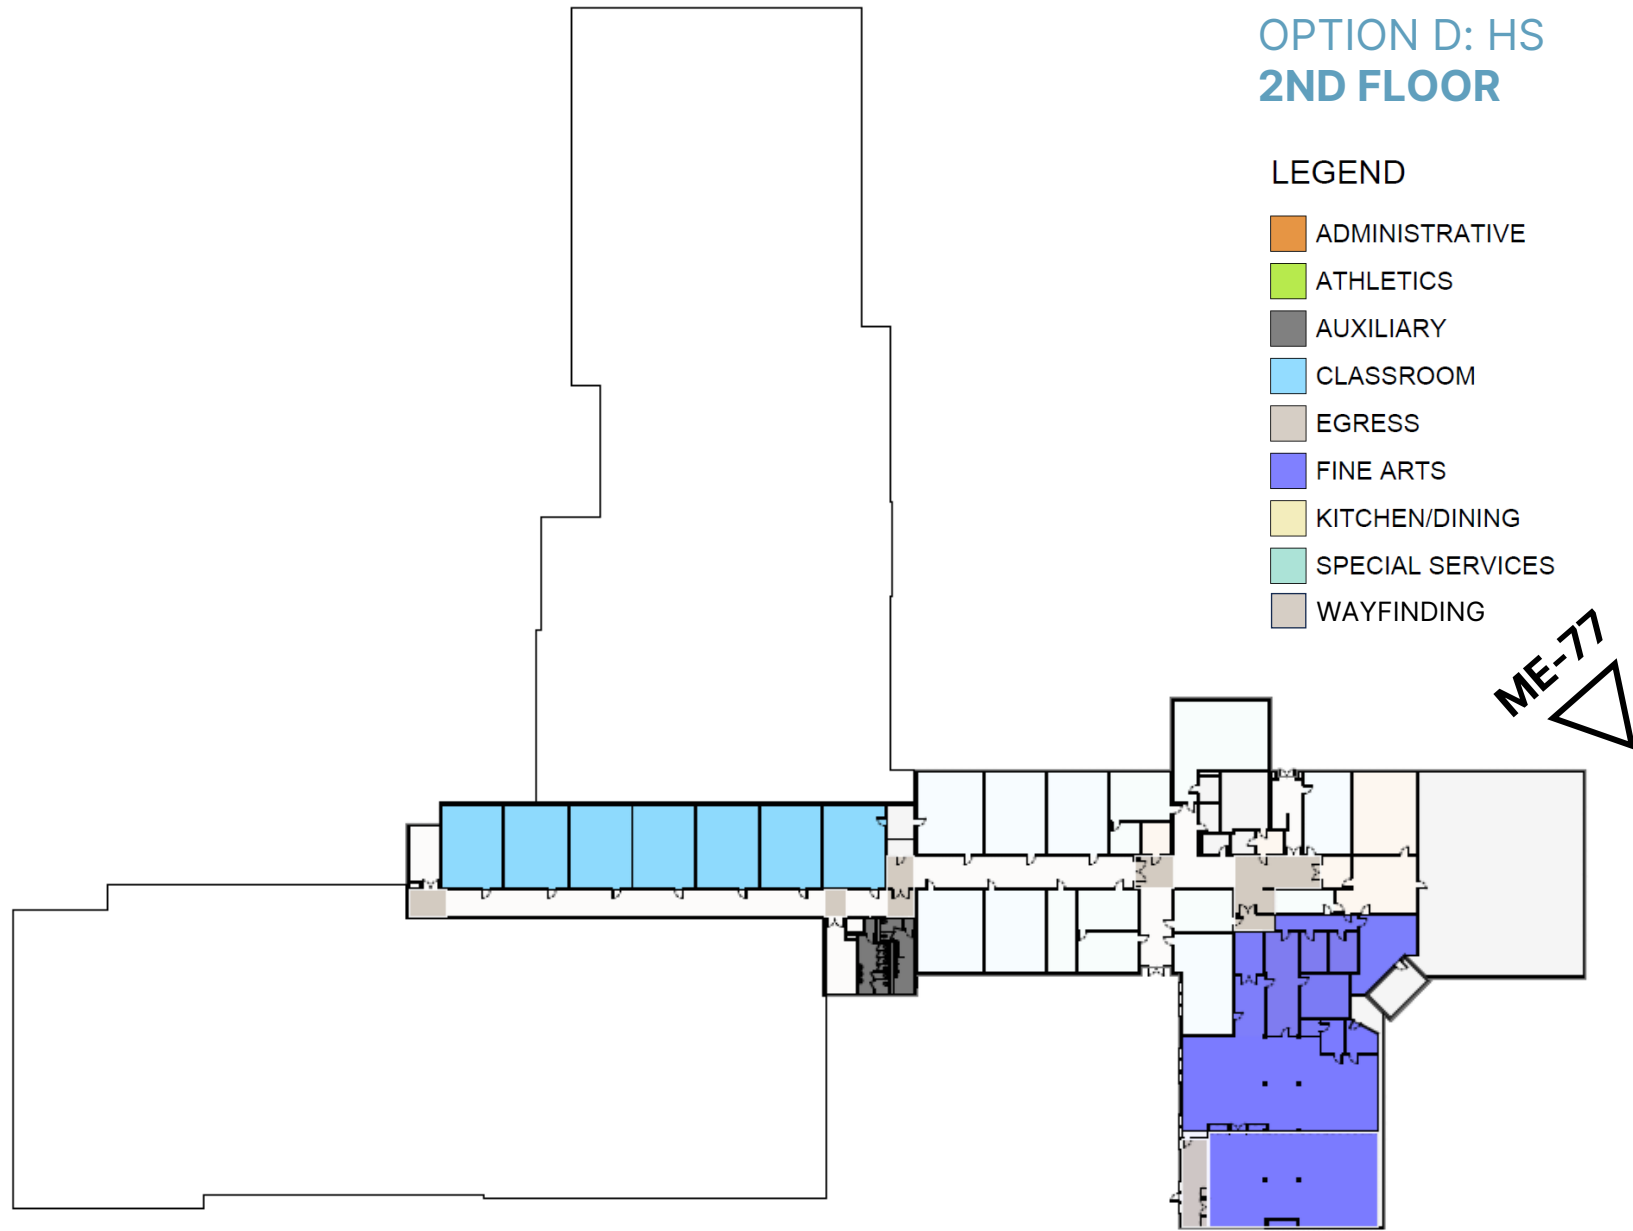 OPTION D: HS
2ND FLOOR
LEGEND
ADMINISTRATIVE
ATHLETICS
AUXILIARY
CLASSROOM
EGRESS
FINE ARTS
KITCHEN/DINING
SPECIAL SERVICES
WAYFINDING
ME-77